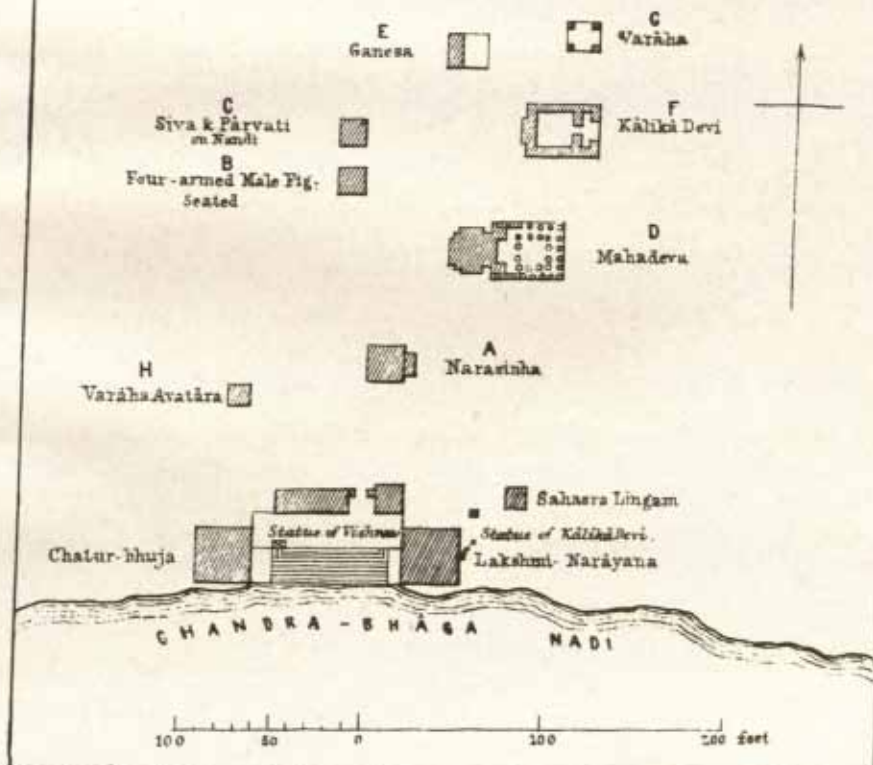 E
Ganesa
G
Varâha
C
Siva & Pârvati
on Nandi
F
Kâlikâ Devi
B
Four-armed Male Fig.
Seated
D
Mahadeva
A
Narasinha
H
Varâha Avatâra
Sahasra Lingam
Statue of Vishnu
Statue of Kâlikâ Devi.
Chatur-bhuja
Lakshmi-Narâyana
CHANDRA-BHÂGA NADI
100 50 0 100 200 feet